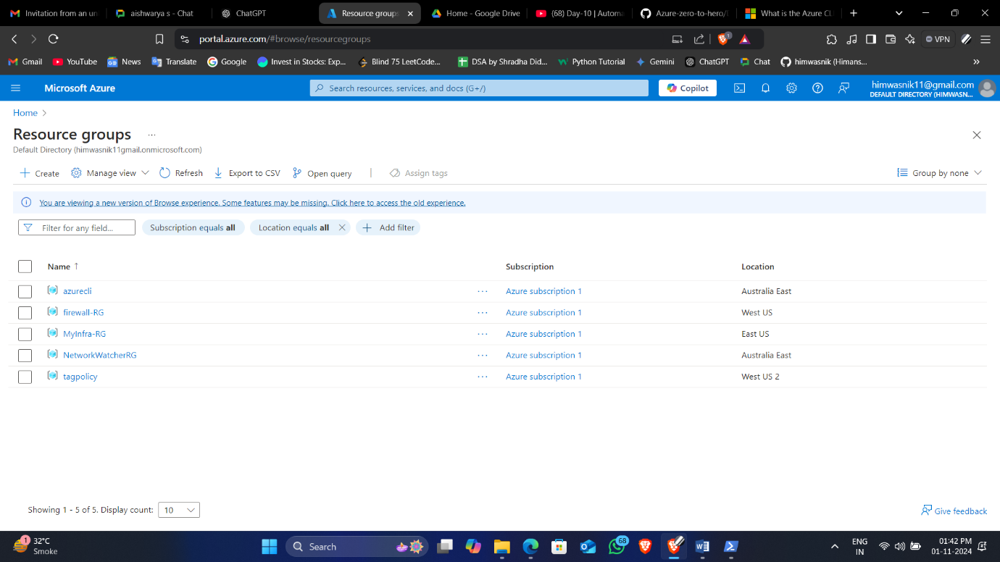 Invitation from an un
aishwarya s - Chat
ChatGPT
Resource groups
Home - Google Drive
(68) Day-10 | Automa
Azure-zero-to-hero/
What is the Azure CL
portal.azure.com/#browse/resourcegroups
1
VPN
Gmail
YouTube
News
Translate
Google
Invest in Stocks: Exp...
Blind 75 LeetCode...
DSA by Shradha Did...
Python Tutorial
Gemini
ChatGPT
Chat
himwasnik (Himans...
Microsoft Azure
Search resources, services, and docs (G+/)
Copilot
himwasnik11@gmail.com
DEFAULT DIRECTORY (HIMWASN...
Home
Resource groups ...
Default Directory (himwasnik11gmail.onmicrosoft.com)
Create
Manage view
Refresh
Export to CSV
Open query
Assign tags
Group by none
You are viewing a new version of Browse experience. Some features may be missing. Click here to access the old experience.
Filter for any field...
Subscription equals all
Location equals all
Add filter
Name ↑ Subscription Location
azurecli ... Azure subscription 1 Australia East
firewall-RG ... Azure subscription 1 West US
MyInfra-RG ... Azure subscription 1 East US
NetworkWatcherRG ... Azure subscription 1 Australia East
tagpolicy ... Azure subscription 1 West US 2
Showing 1 - 5 of 5. Display count: 10
Give feedback
1
32°C
Smoke
Search
68
ENG
IN
01:42 PM
01-11-2024